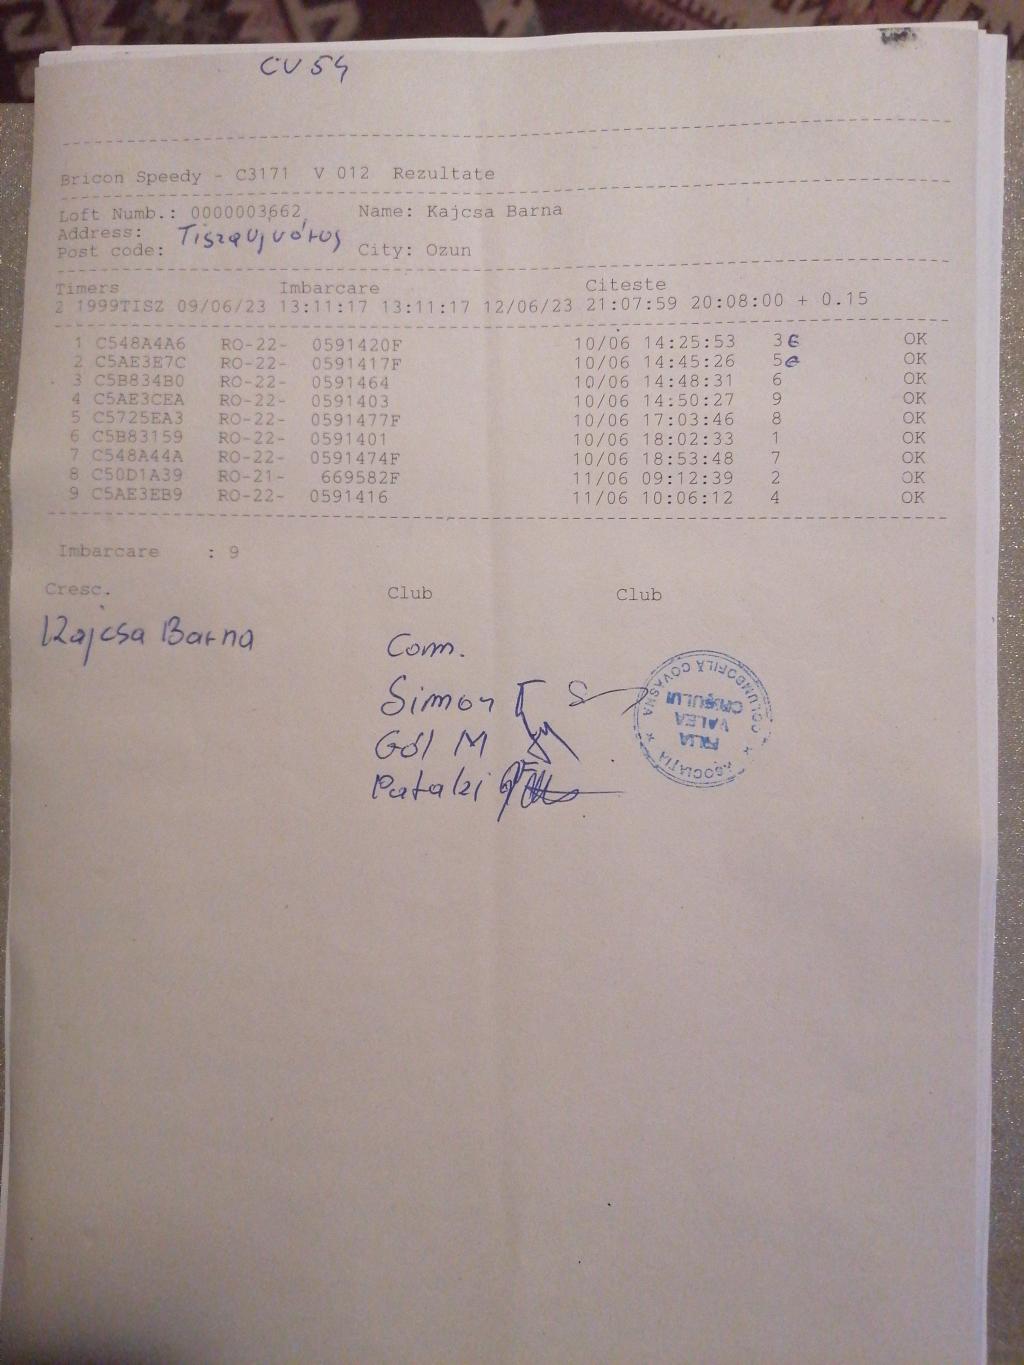 CU54
Bricon Speedy - C3171 V 012 Rezultate
Loft Numb.: 0000003662 Name: Kajcsa Barna
Address: Tiszaujváros
Post code: City: Ozun
Timers Imbarcare Citeste
2 1999TISZ 09/06/23 13:11:17 13:11:17 12/06/23 21:07:59 20:08:00 + 0.15
1 C548A4A6 RO-22- 0591420F 10/06 14:25:53 3 e OK
2 C5AE3E7C RO-22- 0591417F 10/06 14:45:26 5 e OK
3 C5B834B0 RO-22- 0591464 10/06 14:48:31 6 OK
4 C5AE3CEA RO-22- 0591403 10/06 14:50:27 9 OK
5 C5725EA3 RO-22- 0591477F 10/06 17:03:46 8 OK
6 C5B83159 RO-22- 0591401 10/06 18:02:33 1 OK
7 C548A44A RO-22- 0591474F 10/06 18:53:48 7 OK
8 C50D1A39 RO-21- 669582F 11/06 09:12:39 2 OK
9 C5AE3EB9 RO-22- 0591416 11/06 10:06:12 4 OK
Imbarcare : 9
Cresc. Club Club
Kajcsa Barna
Com.
Simon
Gól M
Pataki
ASOCIAȚIA COLUMBOFILĂ COVASNA
FILIA
VALEA
CRIȘULUI